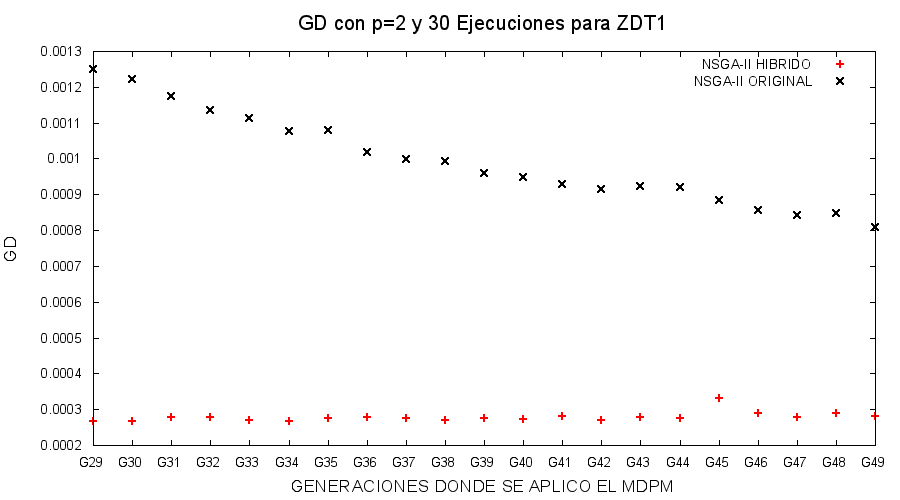 GD con p=2 y 30 Ejecuciones para ZDT1
NSGA-II HIBRIDO
NSGA-II ORIGINAL
0.0013
0.0012
0.0011
0.001
0.0009
0.0008
0.0007
0.0006
0.0005
0.0004
0.0003
0.0002
GD
G29 G30 G31 G32 G33 G34 G35 G36 G37 G38 G39 G40 G41 G42 G43 G44 G45 G46 G47 G48 G49
GENERACIONES DONDE SE APLICO EL MDPM